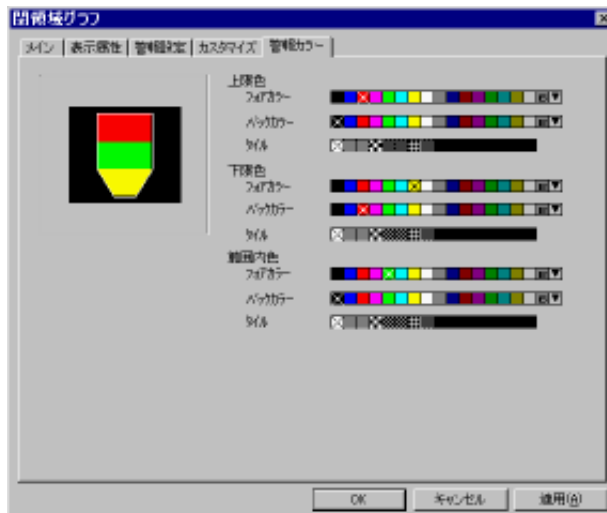 閉領域グラフ
メイン 表示属性 警報設定 カスタマイズ 警報カラー
上限色
フォアカラー
バックカラー
タイル
下限色
フォアカラー
バックカラー
タイル
範囲内色
フォアカラー
バックカラー
タイル
OK キャンセル 適用(A)